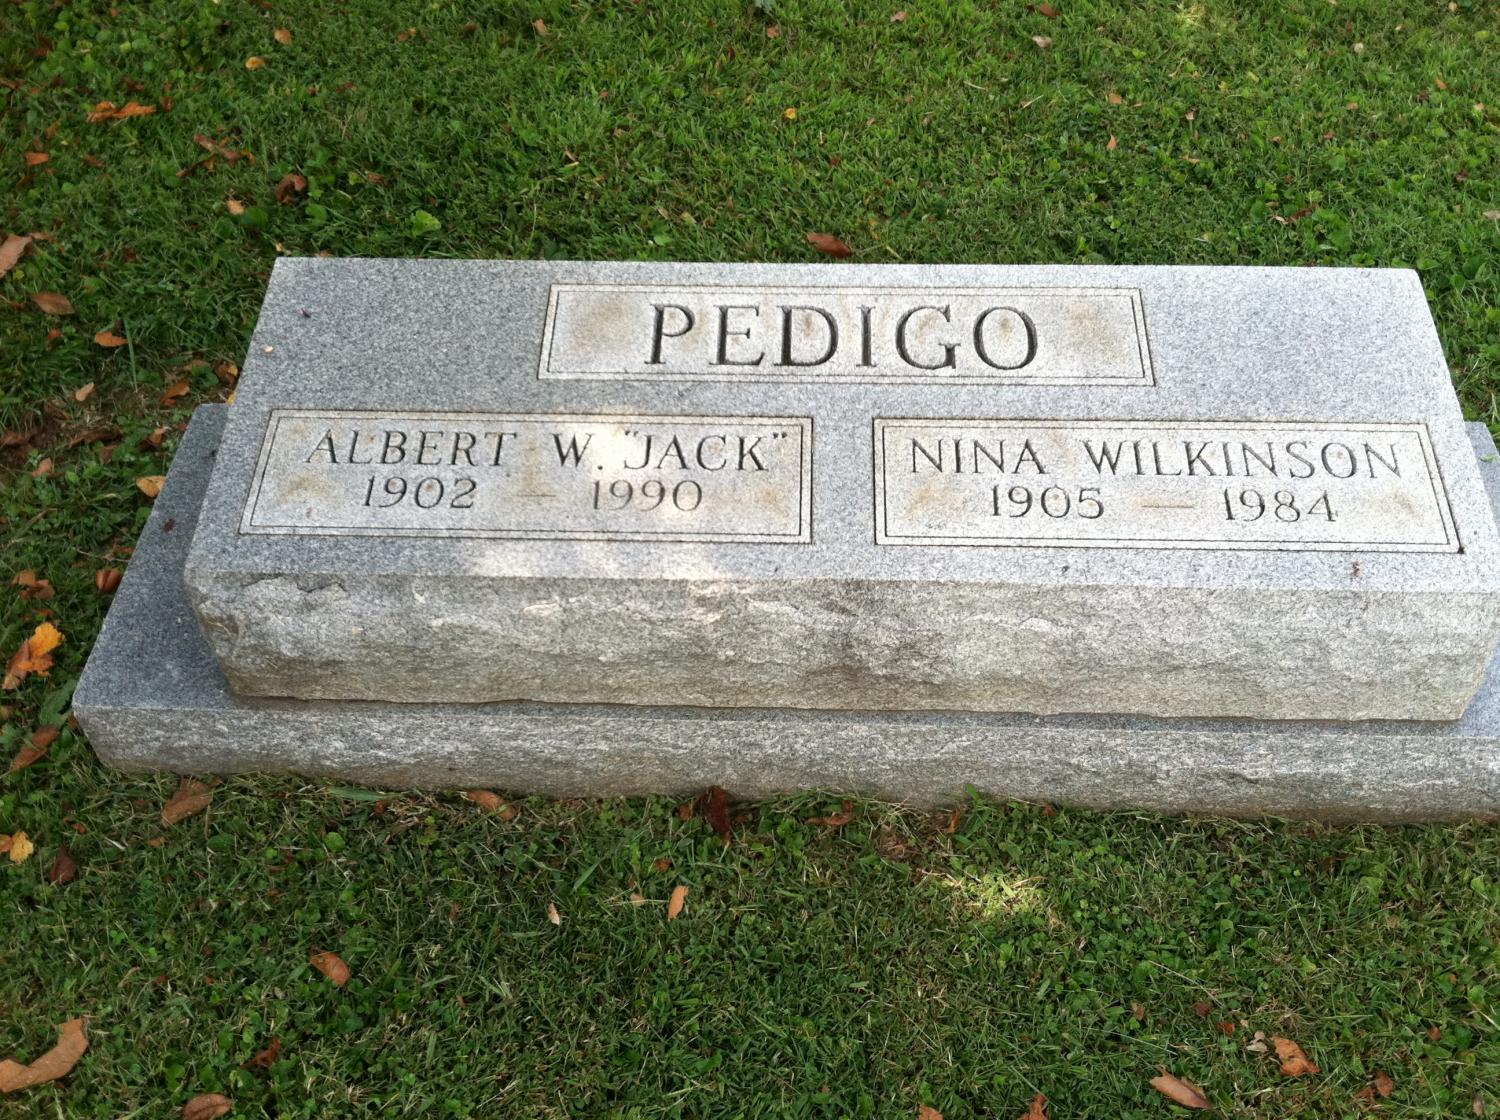 PEDIGO
ALBERT W. "JACK"
1902 — 1990
NINA WILKINSON
1905 — 1984